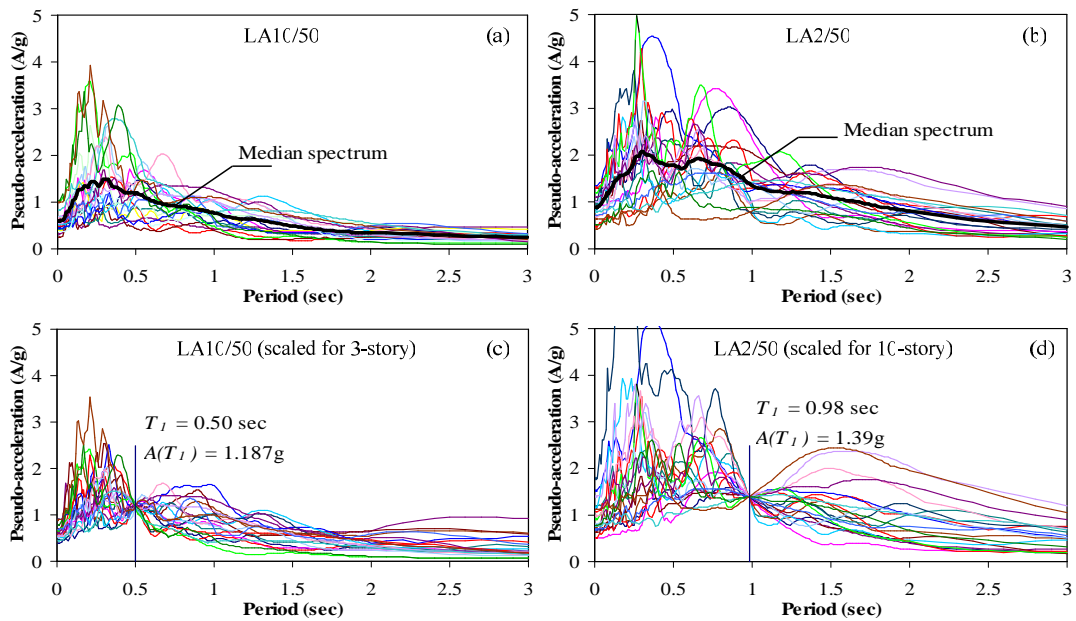 LA10/50
(a)
Pseudo-acceleration (A/g)
5
4
3
2
1
0
Median spectrum
0
0.5
1
1.5
2
2.5
3
Period (sec)
LA2/50
(b)
Pseudo-acceleration (A/g)
5
4
3
2
1
0
Median spectrum
0
0.5
1
1.5
2
2.5
3
Period (sec)
LA10/50 (scaled for 3-story)
(c)
Pseudo-acceleration (A/g)
5
4
3
2
1
0
T1 = 0.50 sec
A(T1) = 1.187g
0
0.5
1
1.5
2
2.5
3
Period (sec)
LA2/50 (scaled for 10-story)
(d)
Pseudo-acceleration (A/g)
5
4
3
2
1
0
T1 = 0.98 sec
A(T1) = 1.39g
0
0.5
1
1.5
2
2.5
3
Period (sec)